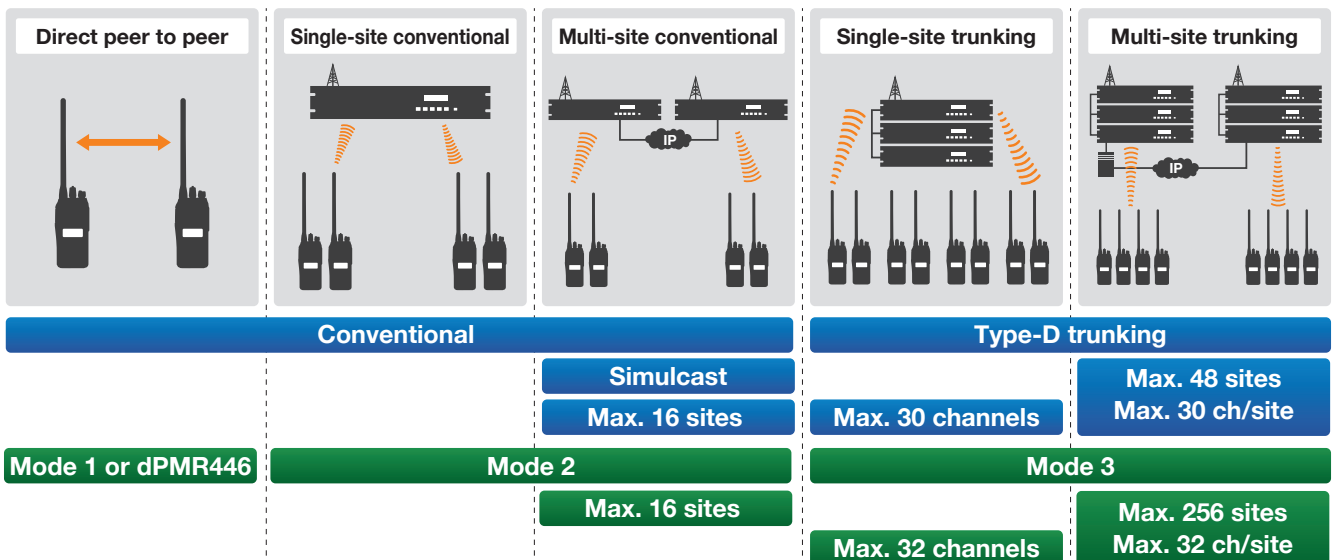 Direct peer to peer
Single-site conventional
Multi-site conventional
Single-site trunking
Multi-site trunking
IP
IP
Conventional
Type-D trunking
Simulcast
Max. 16 sites
Max. 30 channels
Max. 48 sites
Max. 30 ch/site
Mode 1 or dPMR446
Mode 2
Mode 3
Max. 16 sites
Max. 32 channels
Max. 256 sites
Max. 32 ch/site